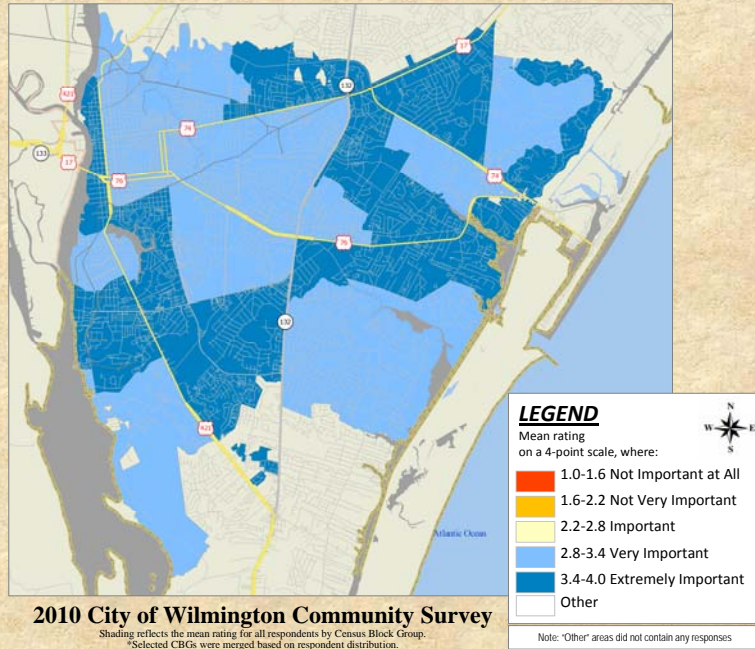 17
132
421
74
133
17
76
74
76
132
421
Atlantic Ocean
LEGEND
Mean rating
on a 4-point scale, where:
N
W E
S
1.0-1.6 Not Important at All
1.6-2.2 Not Very Important
2.2-2.8 Important
2.8-3.4 Very Important
3.4-4.0 Extremely Important
Other
Note: "Other" areas did not contain any responses
2010 City of Wilmington Community Survey
Shading reflects the mean rating for all respondents by Census Block Group.
*Selected CBGs were merged based on respondent distribution.